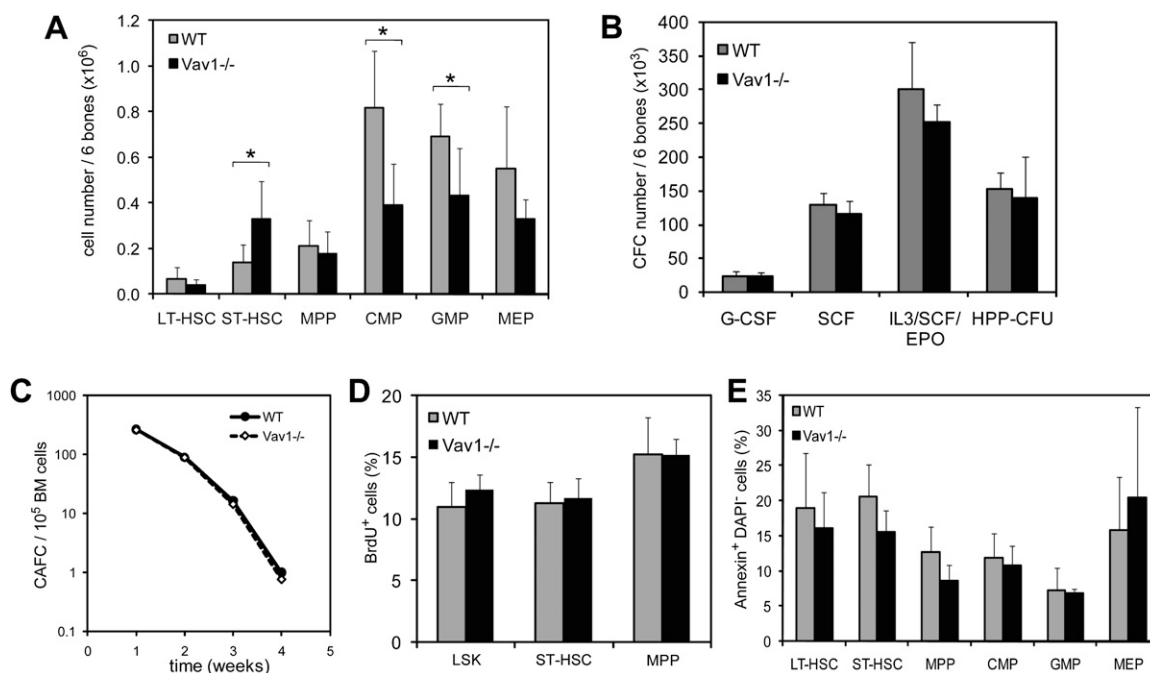 A
WT
Vav1-/-
cell number / 6 bones (x10⁶)
1.2
1.0
0.8
0.6
0.4
0.2
0.0
*
*
*
LT-HSC ST-HSC MPP CMP GMP MEP
B
WT
Vav1-/-
CFC number / 6 bones (x10³)
400
350
300
250
200
150
100
50
0
G-CSF SCF IL3/SCF/ HPP-CFU
EPO
C
WT
Vav1-/-
CAFC / 10⁵ BM cells
1000
100
10
1
0.1
0 1 2 3 4 5
time (weeks)
D
WT
Vav1-/-
BrdU⁺ cells (%)
20
15
10
5
0
LSK ST-HSC MPP
E
WT
Vav1-/-
Annexin⁺ DAPI⁻ cells (%)
35
30
25
20
15
10
5
0
LT-HSC ST-HSC MPP CMP GMP MEP